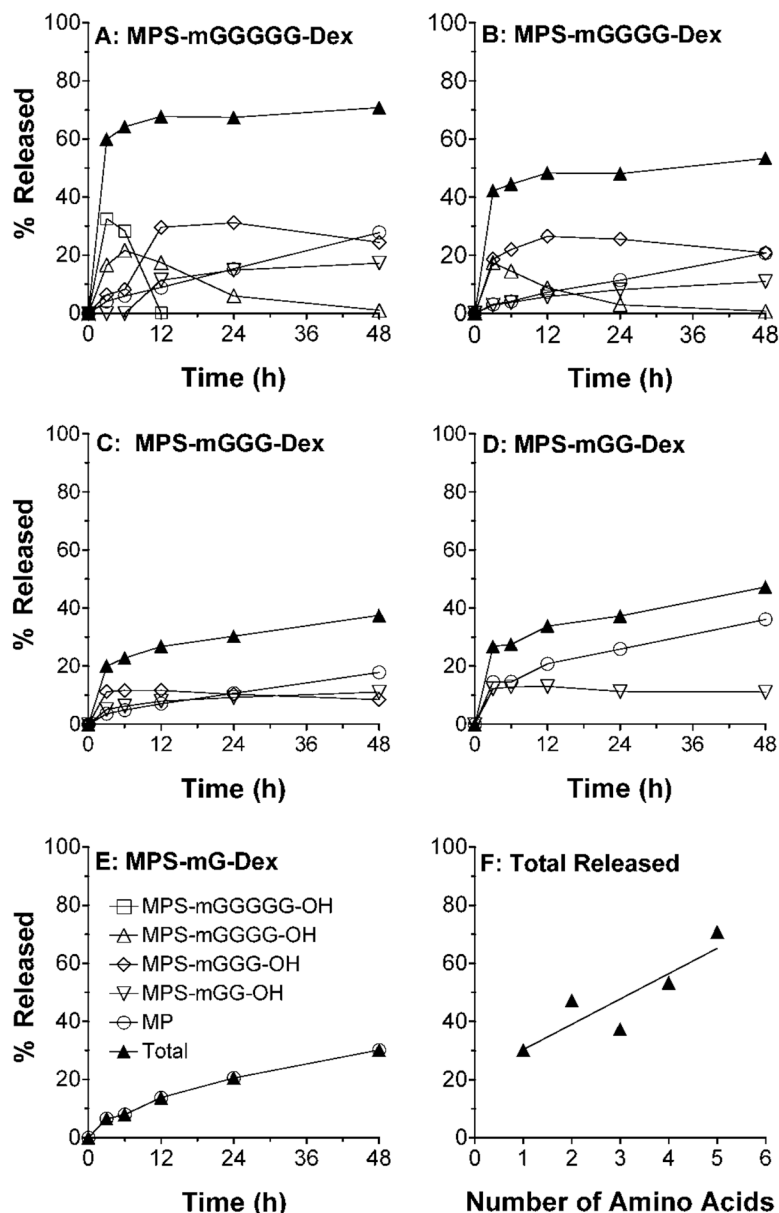 A: MPS-mGGGGG-Dex
100
80
60
40
20
0
% Released
0 12 24 36 48
Time (h)
B: MPS-mGGGG-Dex
100
80
60
40
20
0
0 12 24 36 48
Time (h)
C: MPS-mGGG-Dex
100
80
60
40
20
0
% Released
0 12 24 36 48
Time (h)
D: MPS-mGG-Dex
100
80
60
40
20
0
0 12 24 36 48
Time (h)
E: MPS-mG-Dex
MPS-mGGGGG-OH
MPS-mGGGG-OH
MPS-mGGG-OH
MPS-mGG-OH
MP
Total
100
80
60
40
20
0
% Released
0 12 24 36 48
Time (h)
F: Total Released
100
80
60
40
20
0
0 1 2 3 4 5 6
Number of Amino Acids